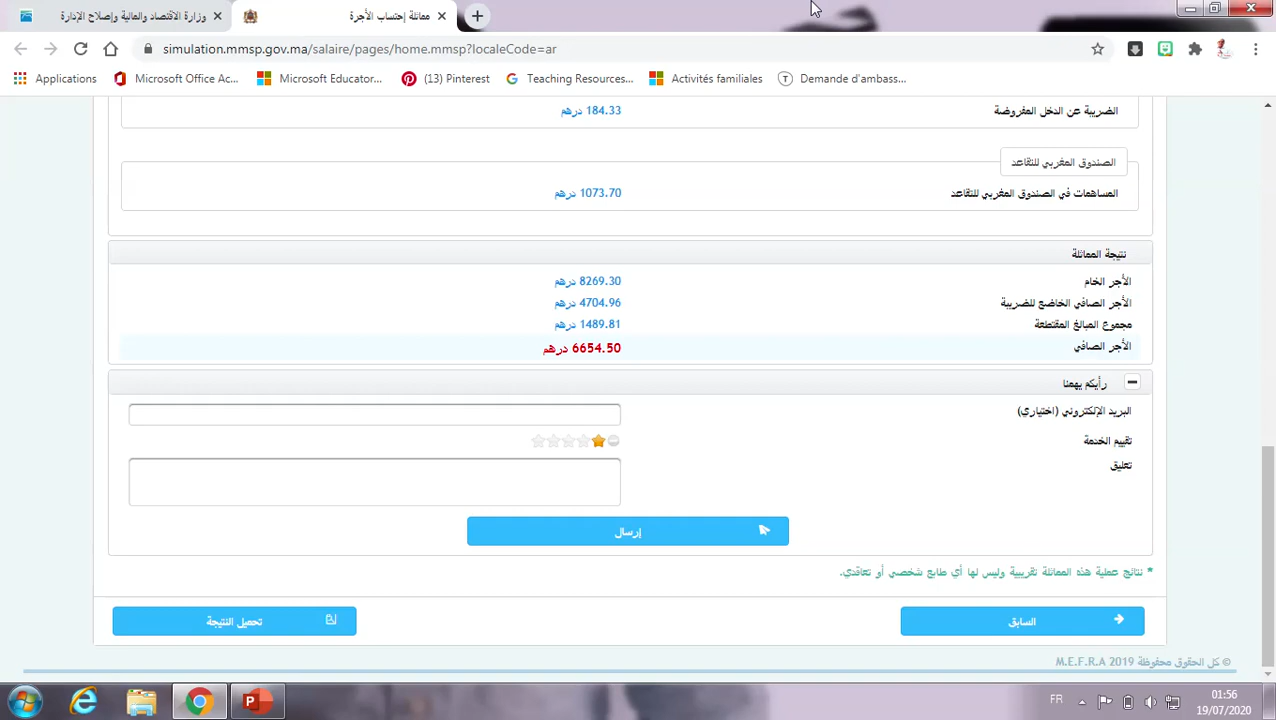 وزارة الاقتصاد والمالية وإصلاح الإدارة
مماثلة إحتساب الأجرة
simulation.mmsp.gov.ma/salaire/pages/home.mmsp?localeCode=ar
Applications
Microsoft Office Ac...
Microsoft Educator...
(13) Pinterest
Teaching Resources...
Activités familiales
Demande d'ambass...
الضريبة عن الدخل المفروضة 184.33 درهم
الصندوق المغربي للتقاعد
المساهمات في الصندوق المغربي للتقاعد 1073.70 درهم
نتيجة المماثلة
الأجر الخام 8269.30 درهم
الأجر الصافي الخاضع للضريبة 4704.96 درهم
مجموع المبالغ المقتطعة 1489.81 درهم
الأجر الصافي 6654.50 درهم
رأيكم يهمنا
البريد الإلكتروني (اختياري)
تقييم الخدمة
تعليق
إرسال
* نتائج عملية هذه المماثلة تقريبية وليس لها أي طابع شخصي أو تعاقدي.
السابق
تحميل النتيجة
© كل الحقوق محفوظة M.E.F.R.A 2019
FR
01:56
19/07/2020